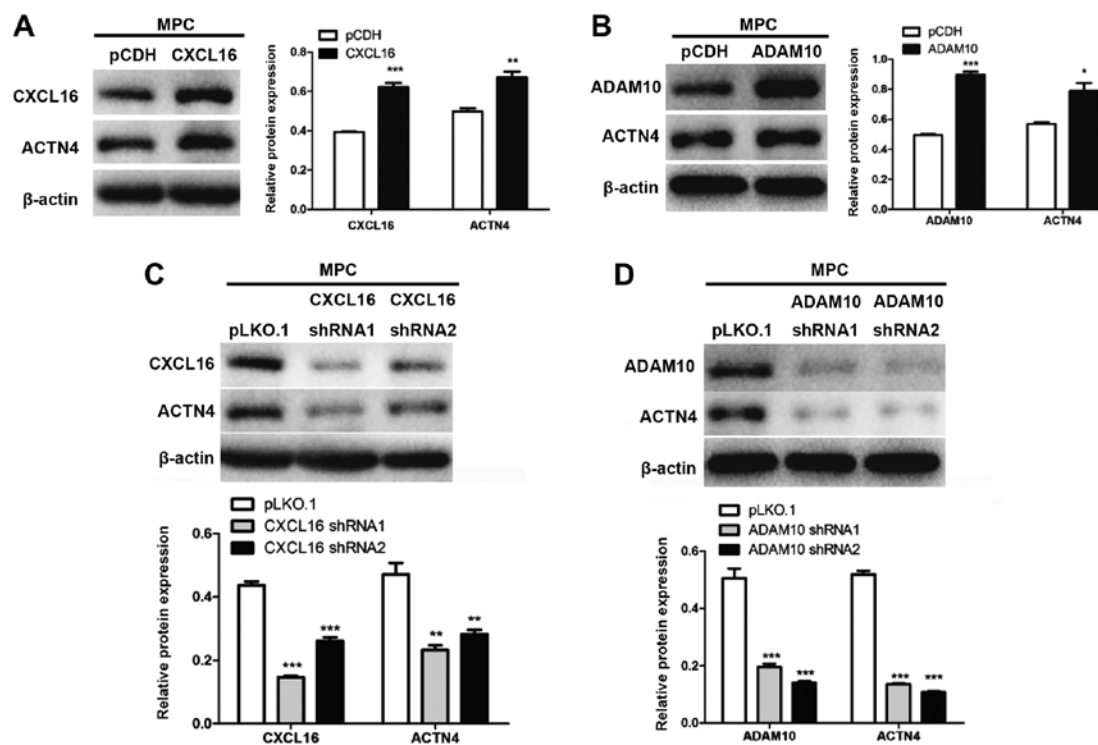 A
MPC
pCDH CXCL16
CXCL16
ACTN4
β-actin
pCDH
CXCL16
Relative protein expression
0.8
0.6
0.4
0.2
0.0
***
**
CXCL16 ACTN4
B
MPC
pCDH ADAM10
ADAM10
ACTN4
β-actin
pCDH
ADAM10
Relative protein expression
1.0
0.8
0.6
0.4
0.2
0.0
***
*
ADAM10 ACTN4
C
MPC
CXCL16 CXCL16
pLKO.1 shRNA1 shRNA2
CXCL16
ACTN4
β-actin
pLKO.1
CXCL16 shRNA1
CXCL16 shRNA2
Relative protein expression
0.6
0.4
0.2
0.0
***
***
**
**
CXCL16 ACTN4
D
MPC
ADAM10 ADAM10
pLKO.1 shRNA1 shRNA2
ADAM10
ACTN4
β-actin
pLKO.1
ADAM10 shRNA1
ADAM10 shRNA2
Relative protein expression
0.6
0.4
0.2
0.0
***
***
***
***
ADAM10 ACTN4